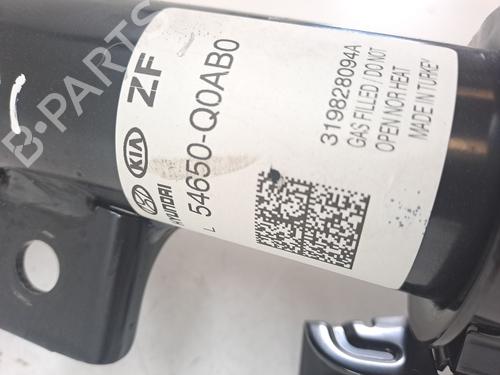 ZF
KIA
HYUNDAI
L 54650-Q0AB0
319828094A
GAS FILLED / DO NOT
OPEN NOR HEAT
MADE IN TURKEY
B-PARTS